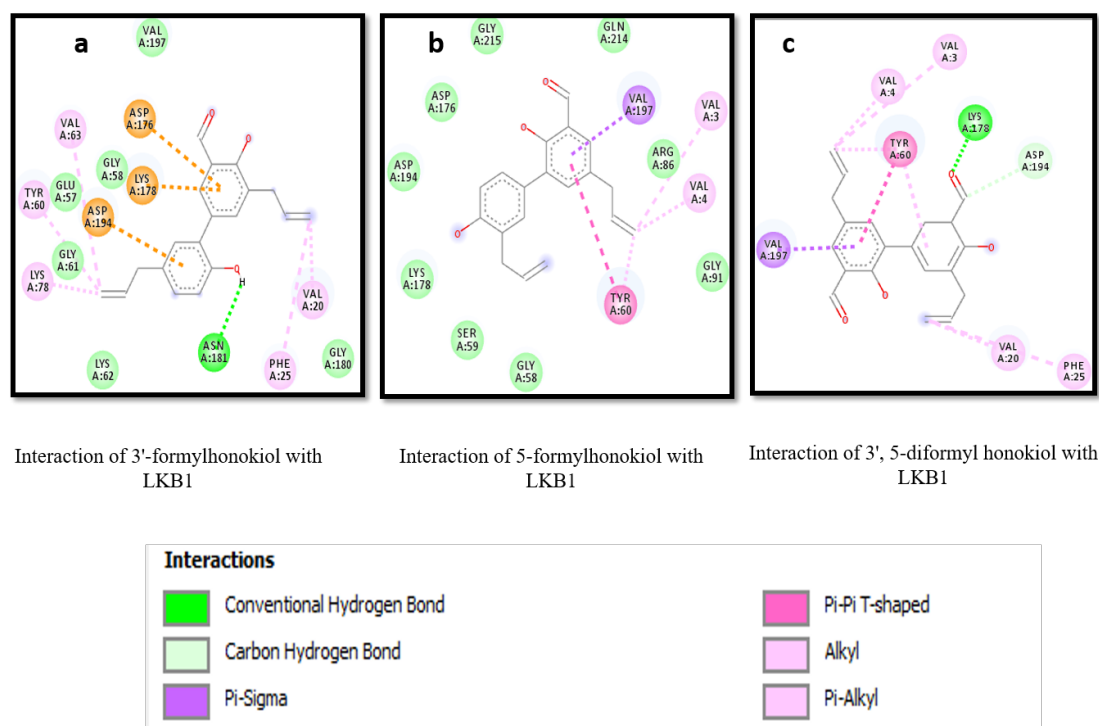 a
VAL
A:197
ASP
A:176
VAL
A:63
GLY
A:58
LYS
A:178
GLU
A:57
TYR
A:60
ASP
A:194
GLY
A:61
LYS
A:78
H
VAL
A:20
ASN
A:181
GLY
A:180
PHE
A:25
LYS
A:62
b
GLY
A:215
GLN
A:214
ASP
A:176
VAL
A:197
VAL
A:3
ARG
A:86
ASP
A:194
VAL
A:4
LYS
A:178
GLY
A:91
TYR
A:60
SER
A:59
GLY
A:58
c
VAL
A:3
VAL
A:4
LYS
A:178
TYR
A:60
ASP
A:194
VAL
A:197
VAL
A:20
PHE
A:25
Interaction of 3'-formylhonokiol with
LKB1
Interaction of 5-formylhonokiol with
LKB1
Interaction of 3', 5-diformyl honokiol with
LKB1
Interactions
Conventional Hydrogen Bond
Carbon Hydrogen Bond
Pi-Sigma
Pi-Pi T-shaped
Alkyl
Pi-Alkyl